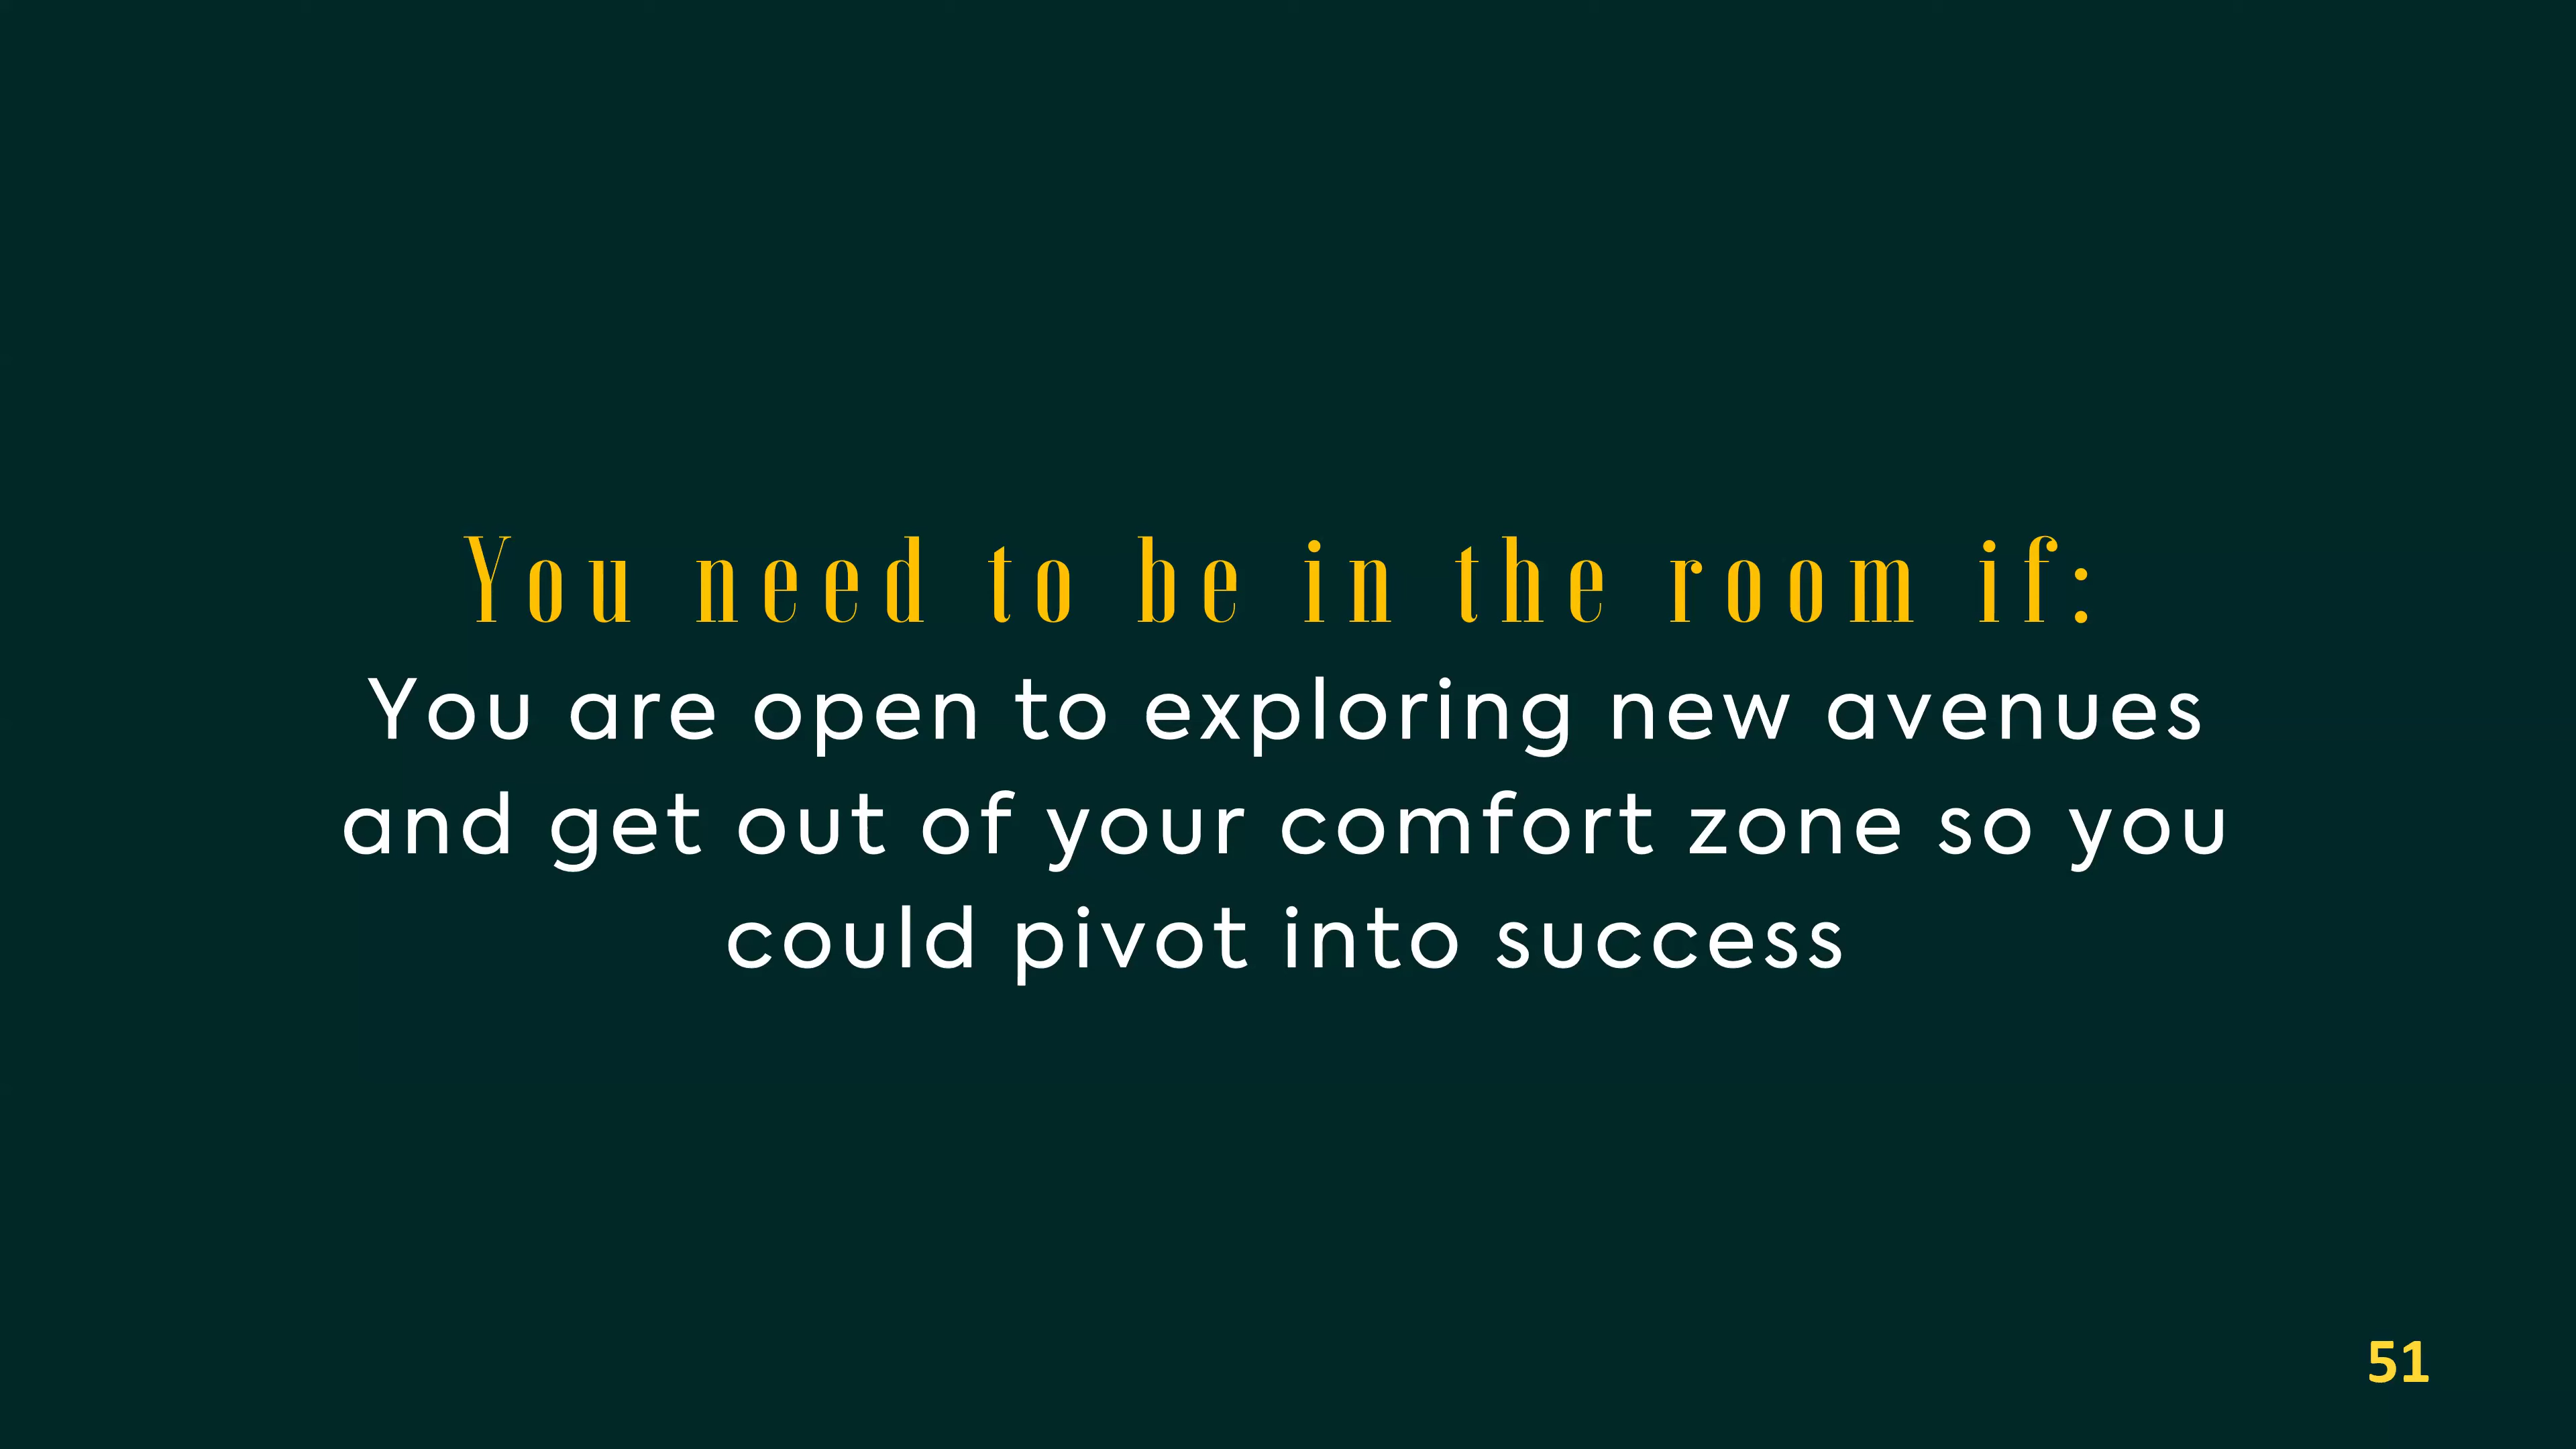 You need to be in the room if:
You are open to exploring new avenues
and get out of your comfort zone so you
could pivot into success
51